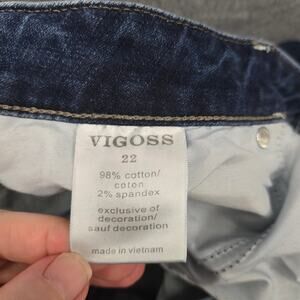 VIGOSS
22
98% cotton/
coton
2% spandex
exclusive of
decoration/
sauf decoration
made in vietnam